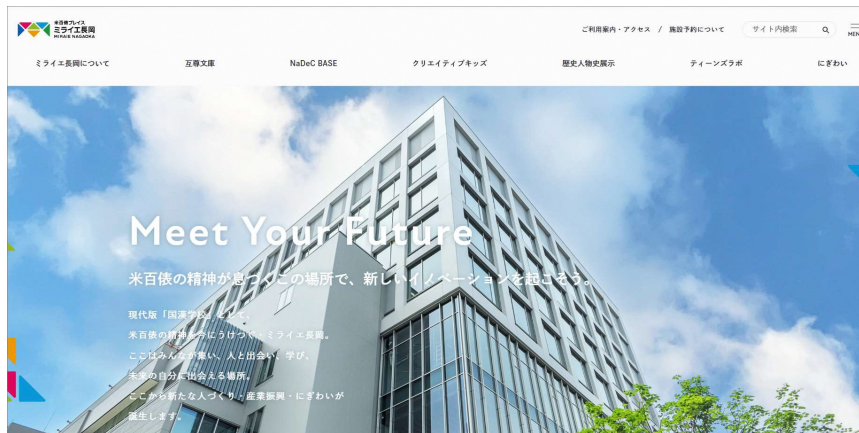 米百俵プレイス
ミライエ長岡
MIRAIE NAGAOKA
ご利用案内・アクセス / 施設予約について
サイト内検索
MEN
ミライエ長岡について
互尊文庫
NaDeC BASE
クリエイティブキッズ
歴史人物史展示
ティーンズラボ
にぎわい
Meet Your Future
米百俵の精神が息づくこの場所で、新しいイノベーションを起こそう。
現代版「国漢学校」として、
米百俵の精神を今にうけつぐ、ミライエ長岡。
ここはみんなが集い、人と出会い、学び、
未来の自分に出会える場所。
ここから新たな人づくり・産業振興・にぎわいが
誕生します。